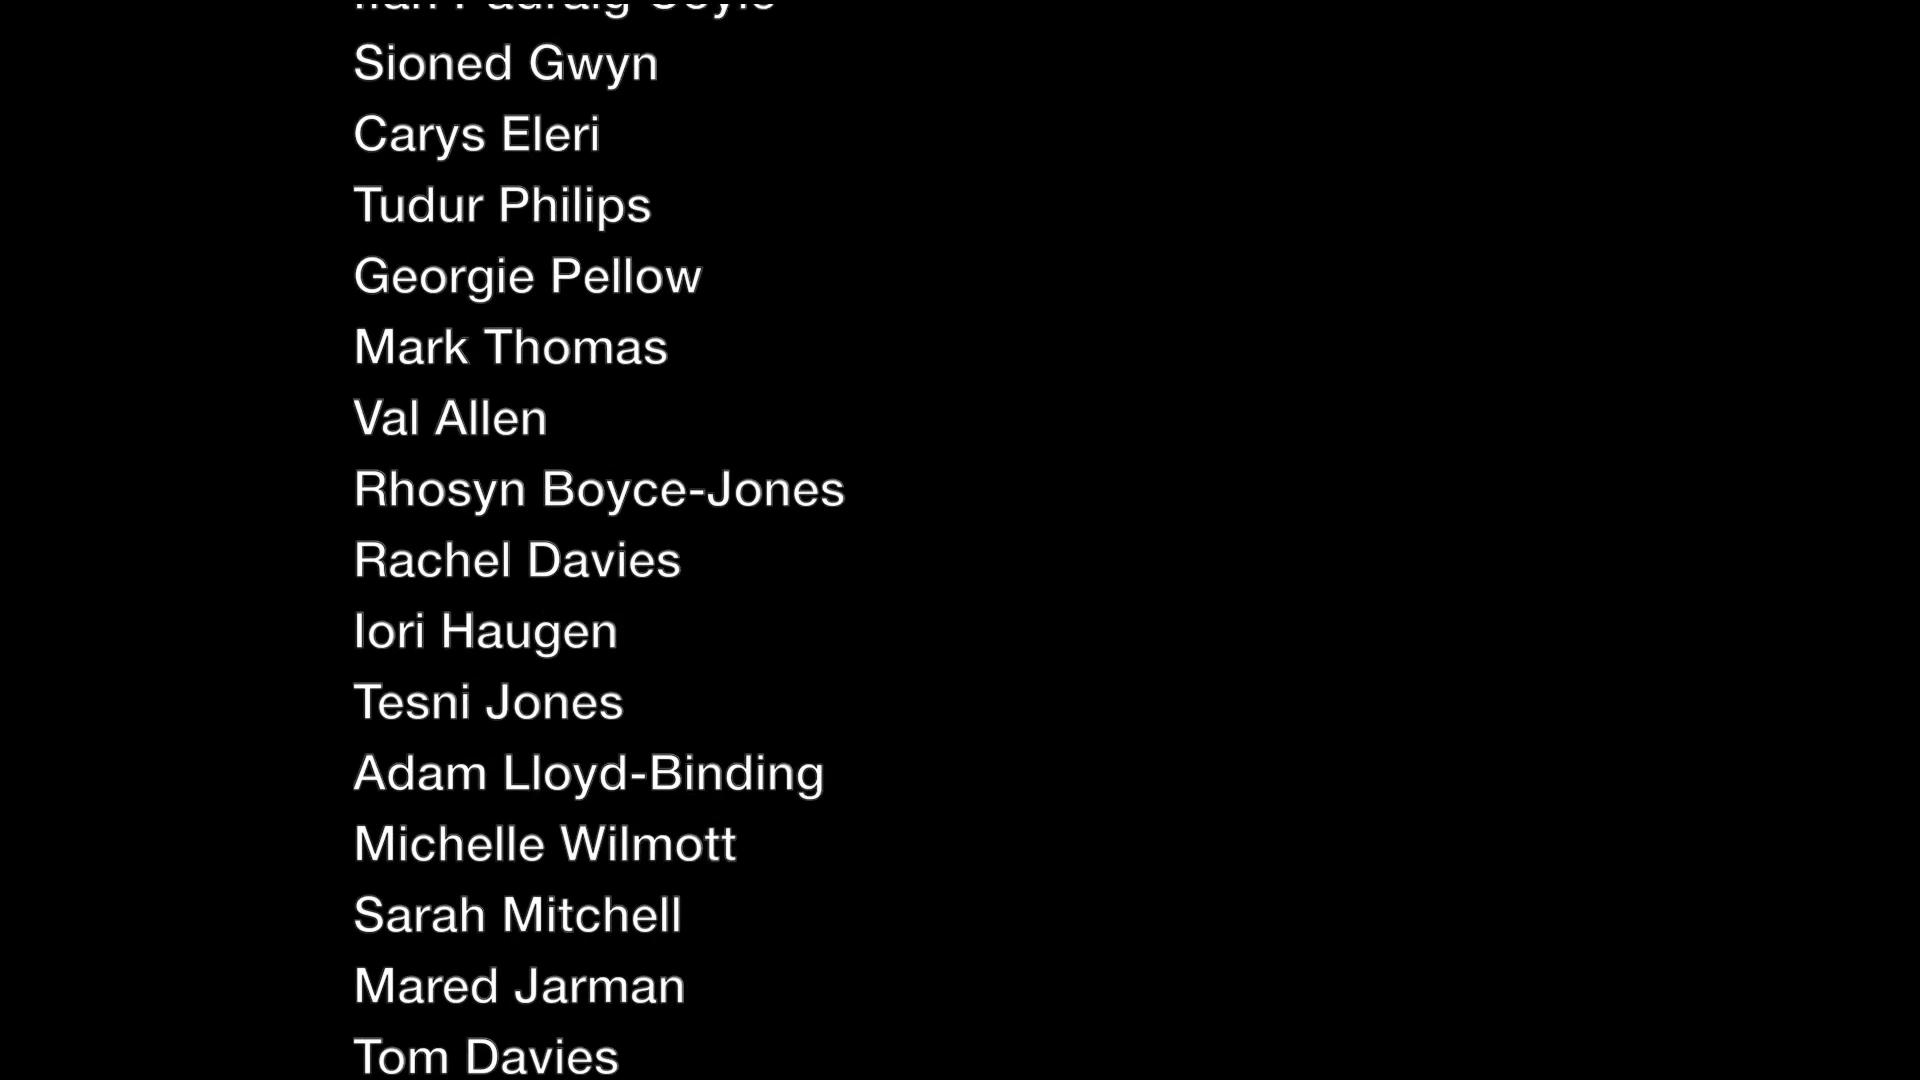 Sioned Gwyn
Carys Eleri
Tudur Philips
Georgie Pellow
Mark Thomas
Val Allen
Rhosyn Boyce-Jones
Rachel Davies
Iori Haugen
Tesni Jones
Adam Lloyd-Binding
Michelle Wilmott
Sarah Mitchell
Mared Jarman
Tom Davies